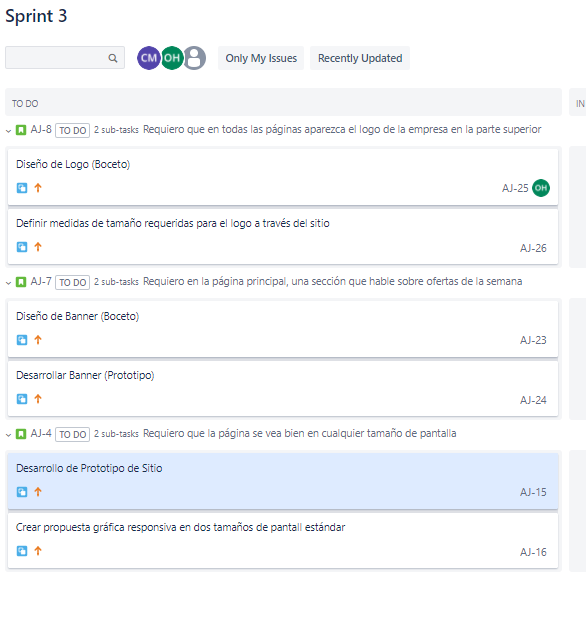 Sprint 3
CM OH Only My Issues Recently Updated
TO DO IN
AJ-8 TO DO 2 sub-tasks Requiero que en todas las páginas aparezca el logo de la empresa en la parte superior
Diseño de Logo (Boceto)
AJ-25 OH
Definir medidas de tamaño requeridas para el logo a través del sitio
AJ-26
AJ-7 TO DO 2 sub-tasks Requiero en la página principal, una sección que hable sobre ofertas de la semana
Diseño de Banner (Boceto)
AJ-23
Desarrollar Banner (Prototipo)
AJ-24
AJ-4 TO DO 2 sub-tasks Requiero que la página se vea bien en cualquier tamaño de pantalla
Desarrollo de Prototipo de Sitio
AJ-15
Crear propuesta gráfica responsiva en dos tamaños de pantall estándar
AJ-16